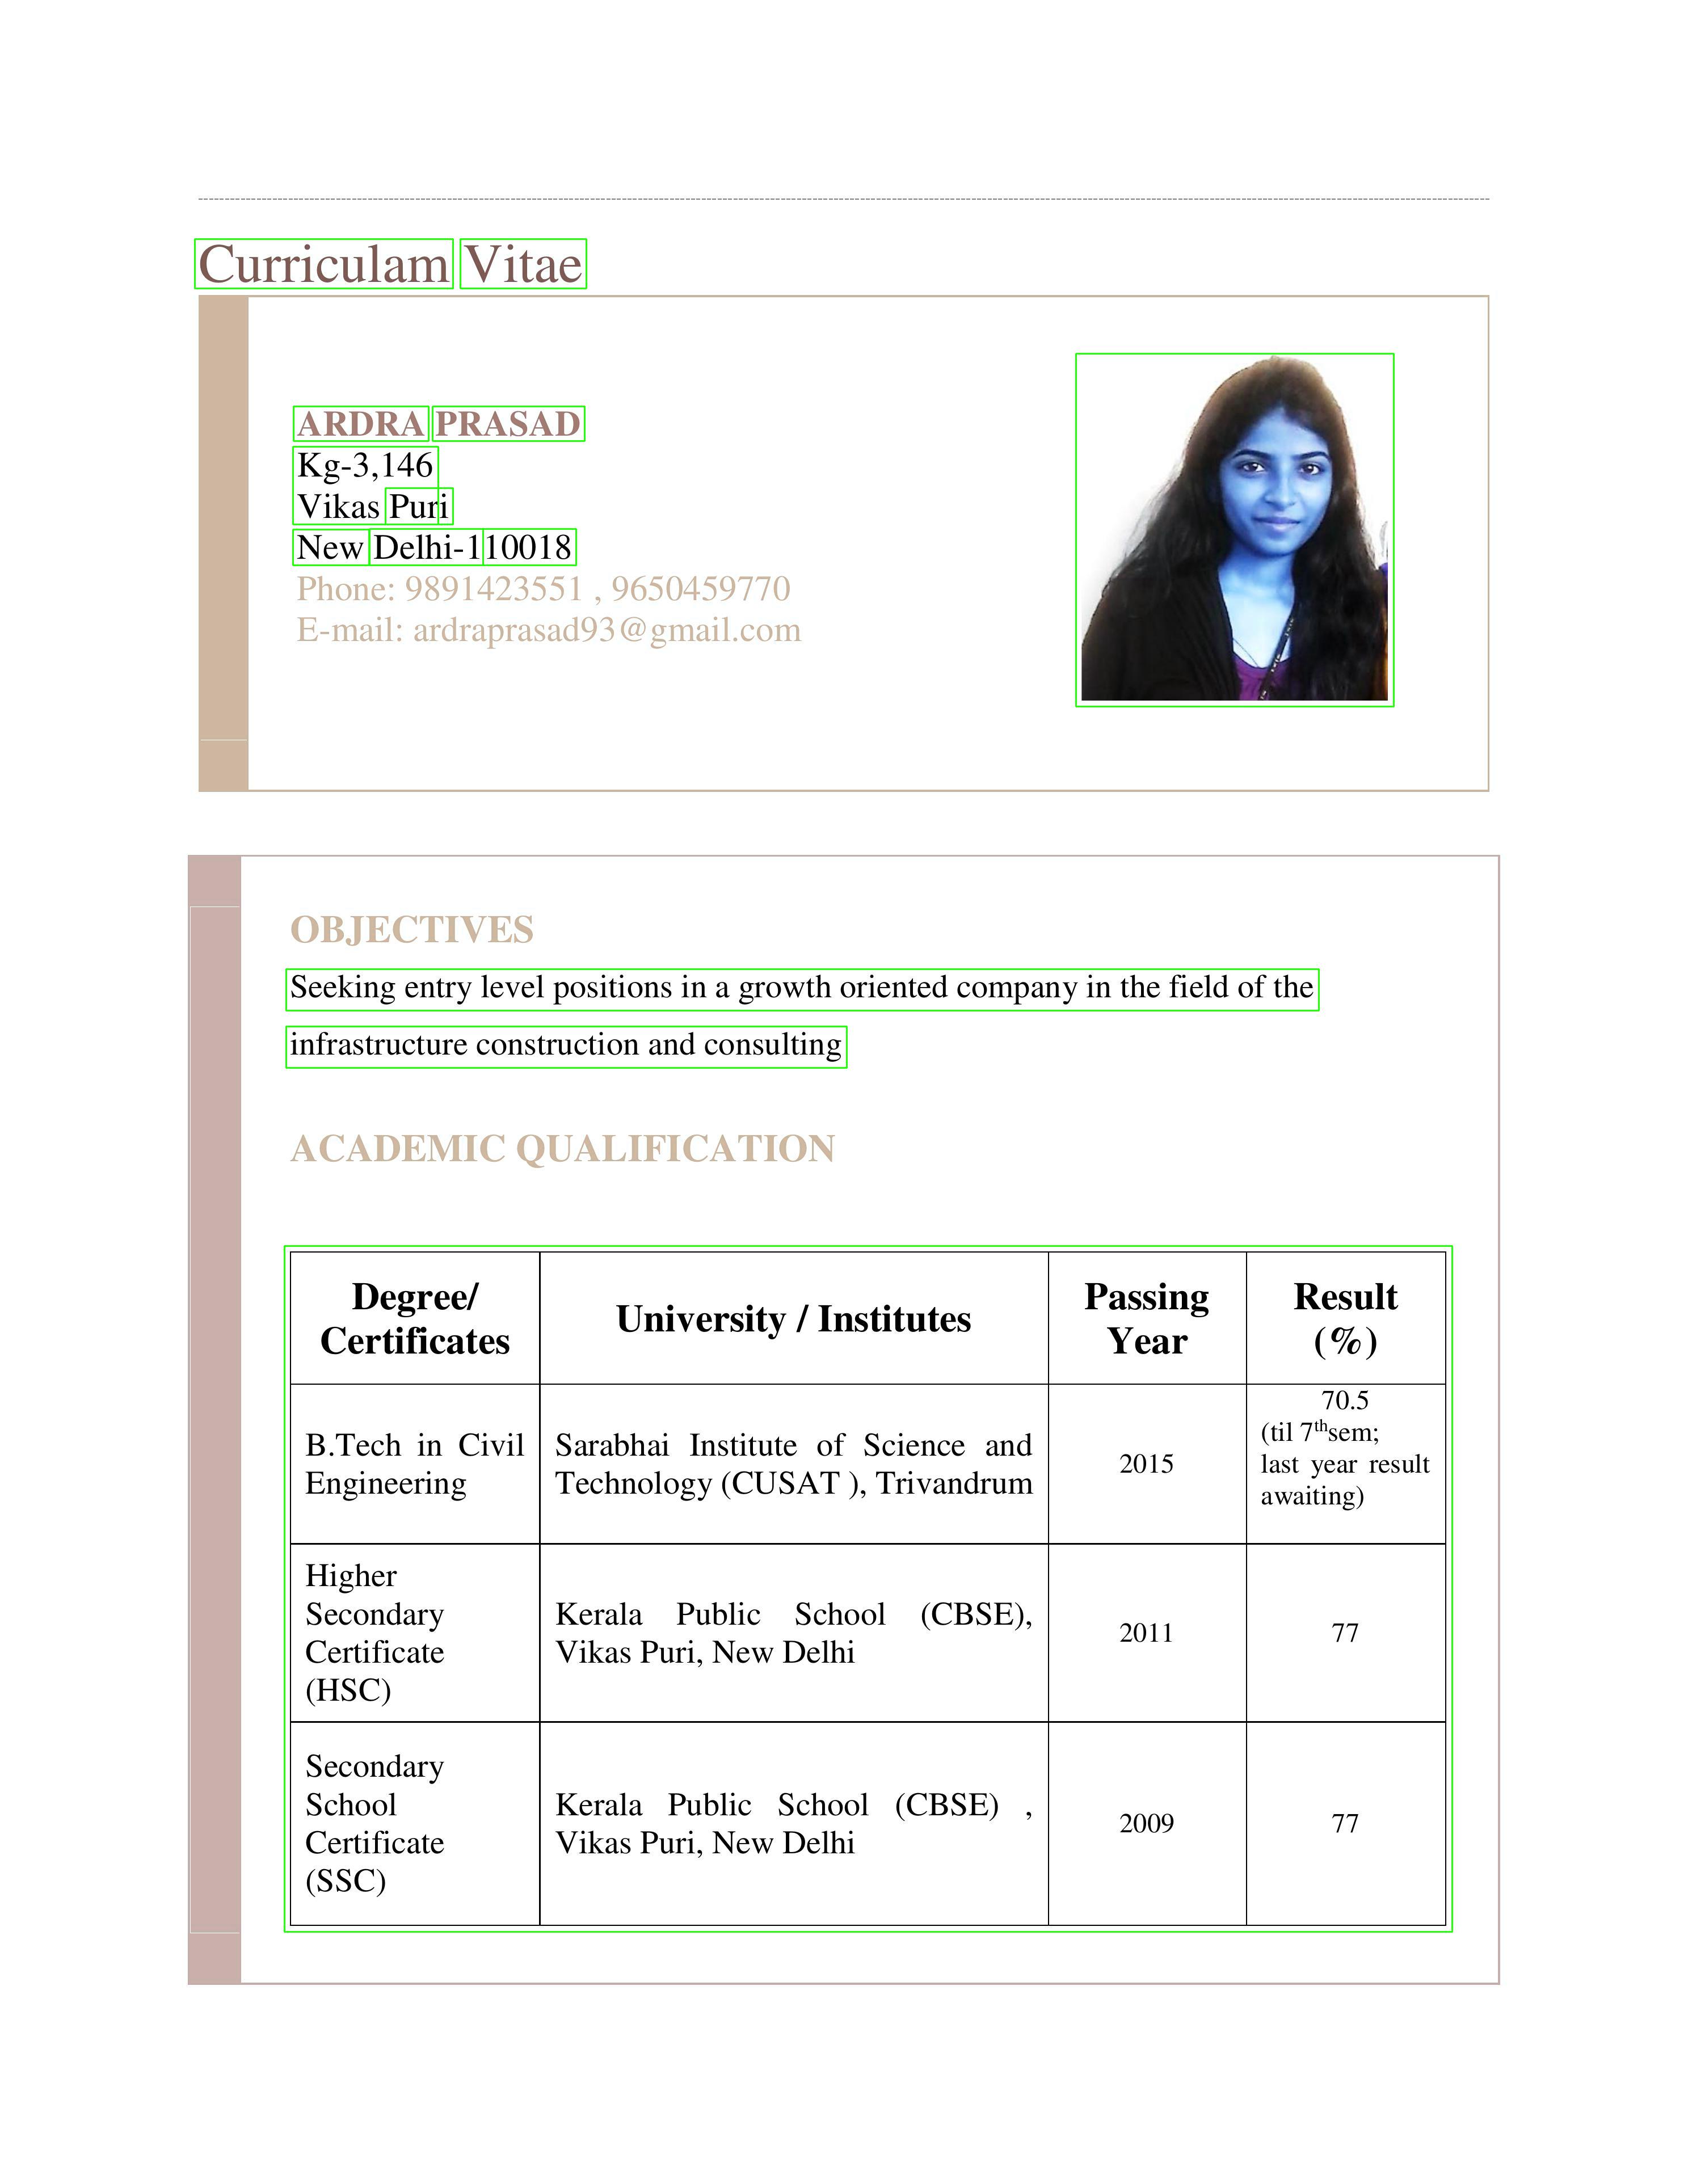 Curriculam Vitae
ARDRA PRASAD
Kg-3,146
Vikas Puri
New Delhi-110018
Phone: 9891423551 , 9650459770
E-mail: ardraprasad93@gmail.com
OBJECTIVES
Seeking entry level positions in a growth oriented company in the field of the
infrastructure construction and consulting
ACADEMIC QUALIFICATION
Degree/
Certificates
University / Institutes
Passing
Year
Result
(%)
B.Tech in Civil
Engineering
Sarabhai Institute of Science and
Technology (CUSAT ), Trivandrum
2015
70.5
(til 7thsem;
last year result
awaiting)
Higher
Secondary
Certificate
(HSC)
Kerala Public School (CBSE),
Vikas Puri, New Delhi
2011
77
Secondary
School
Certificate
(SSC)
Kerala Public School (CBSE) ,
Vikas Puri, New Delhi
2009
77